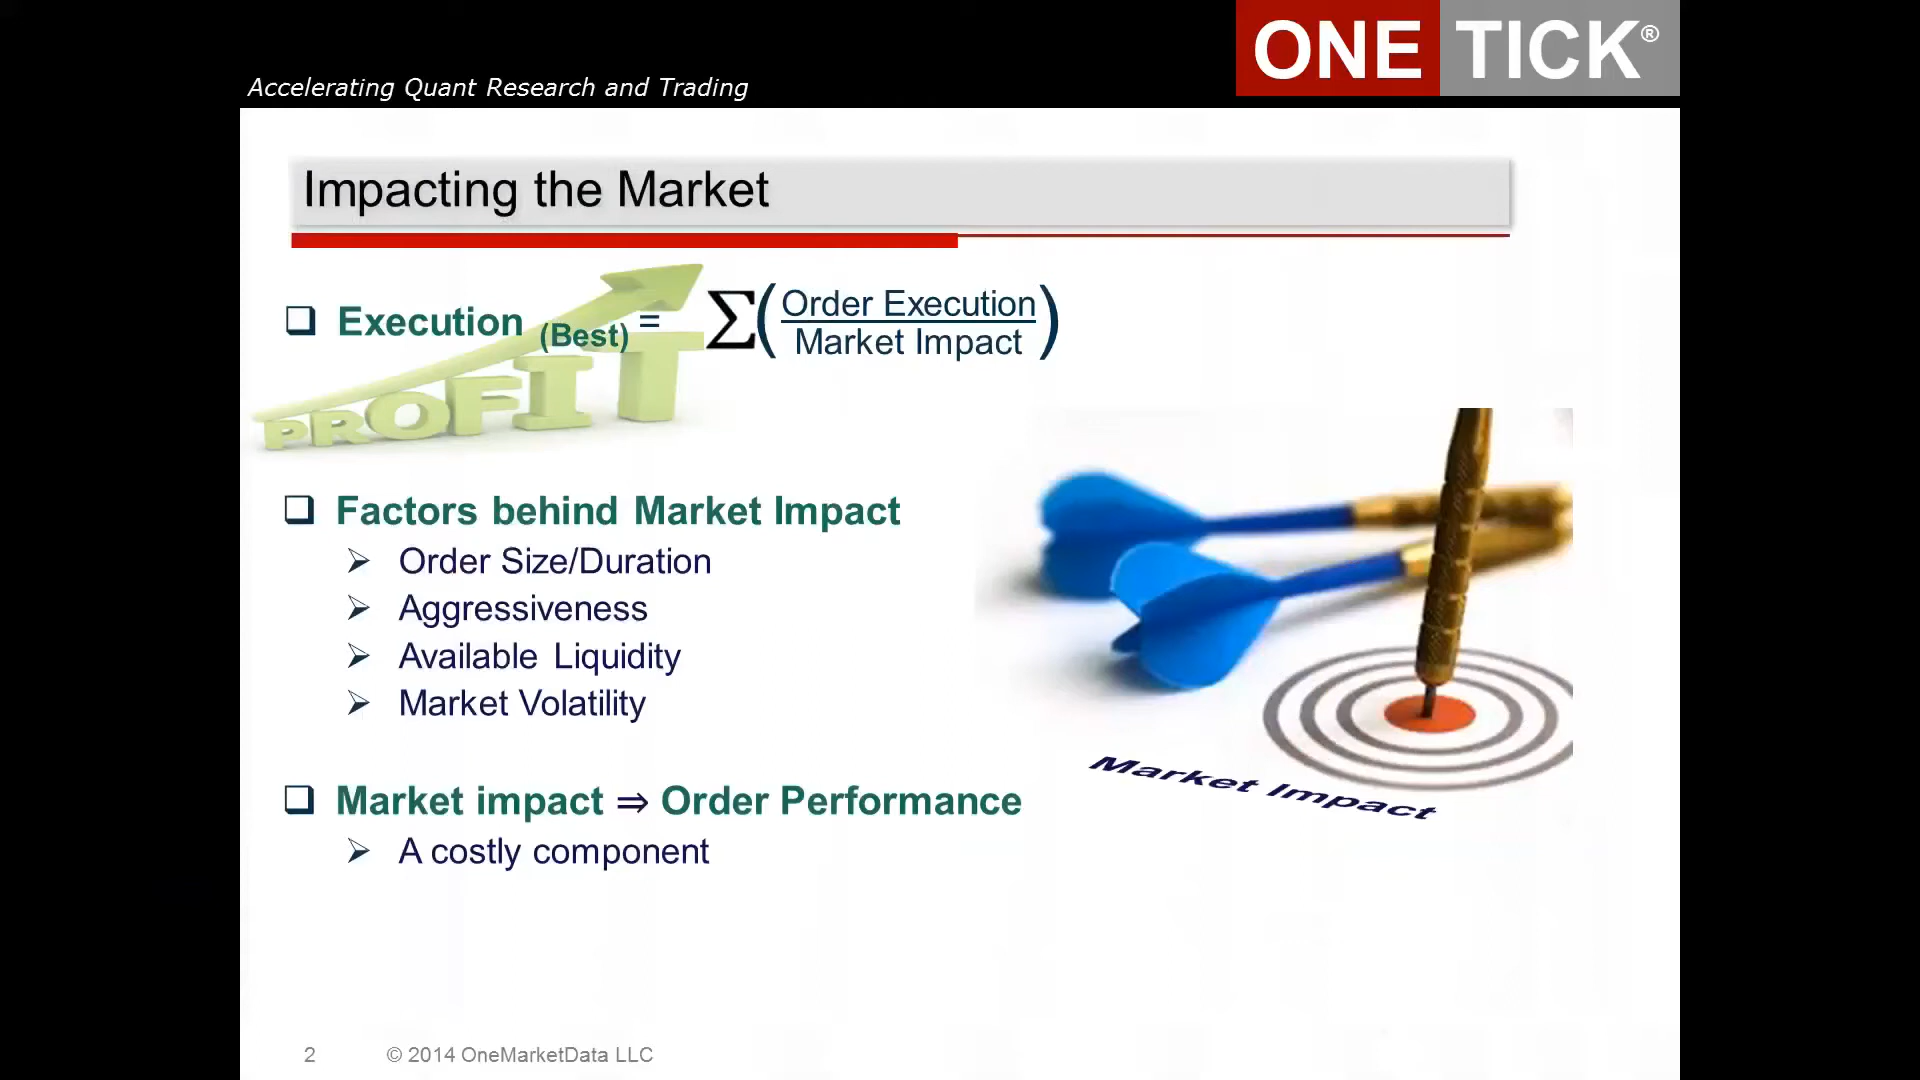 ONE TICK®
Accelerating Quant Research and Trading
Impacting the Market
Execution (Best) = Σ(Order Execution
Market Impact)
PROFIT
Factors behind Market Impact
Order Size/Duration
Aggressiveness
Available Liquidity
Market Volatility
Market Impact
Market impact ⇒ Order Performance
A costly component
2 © 2014 OneMarketData LLC